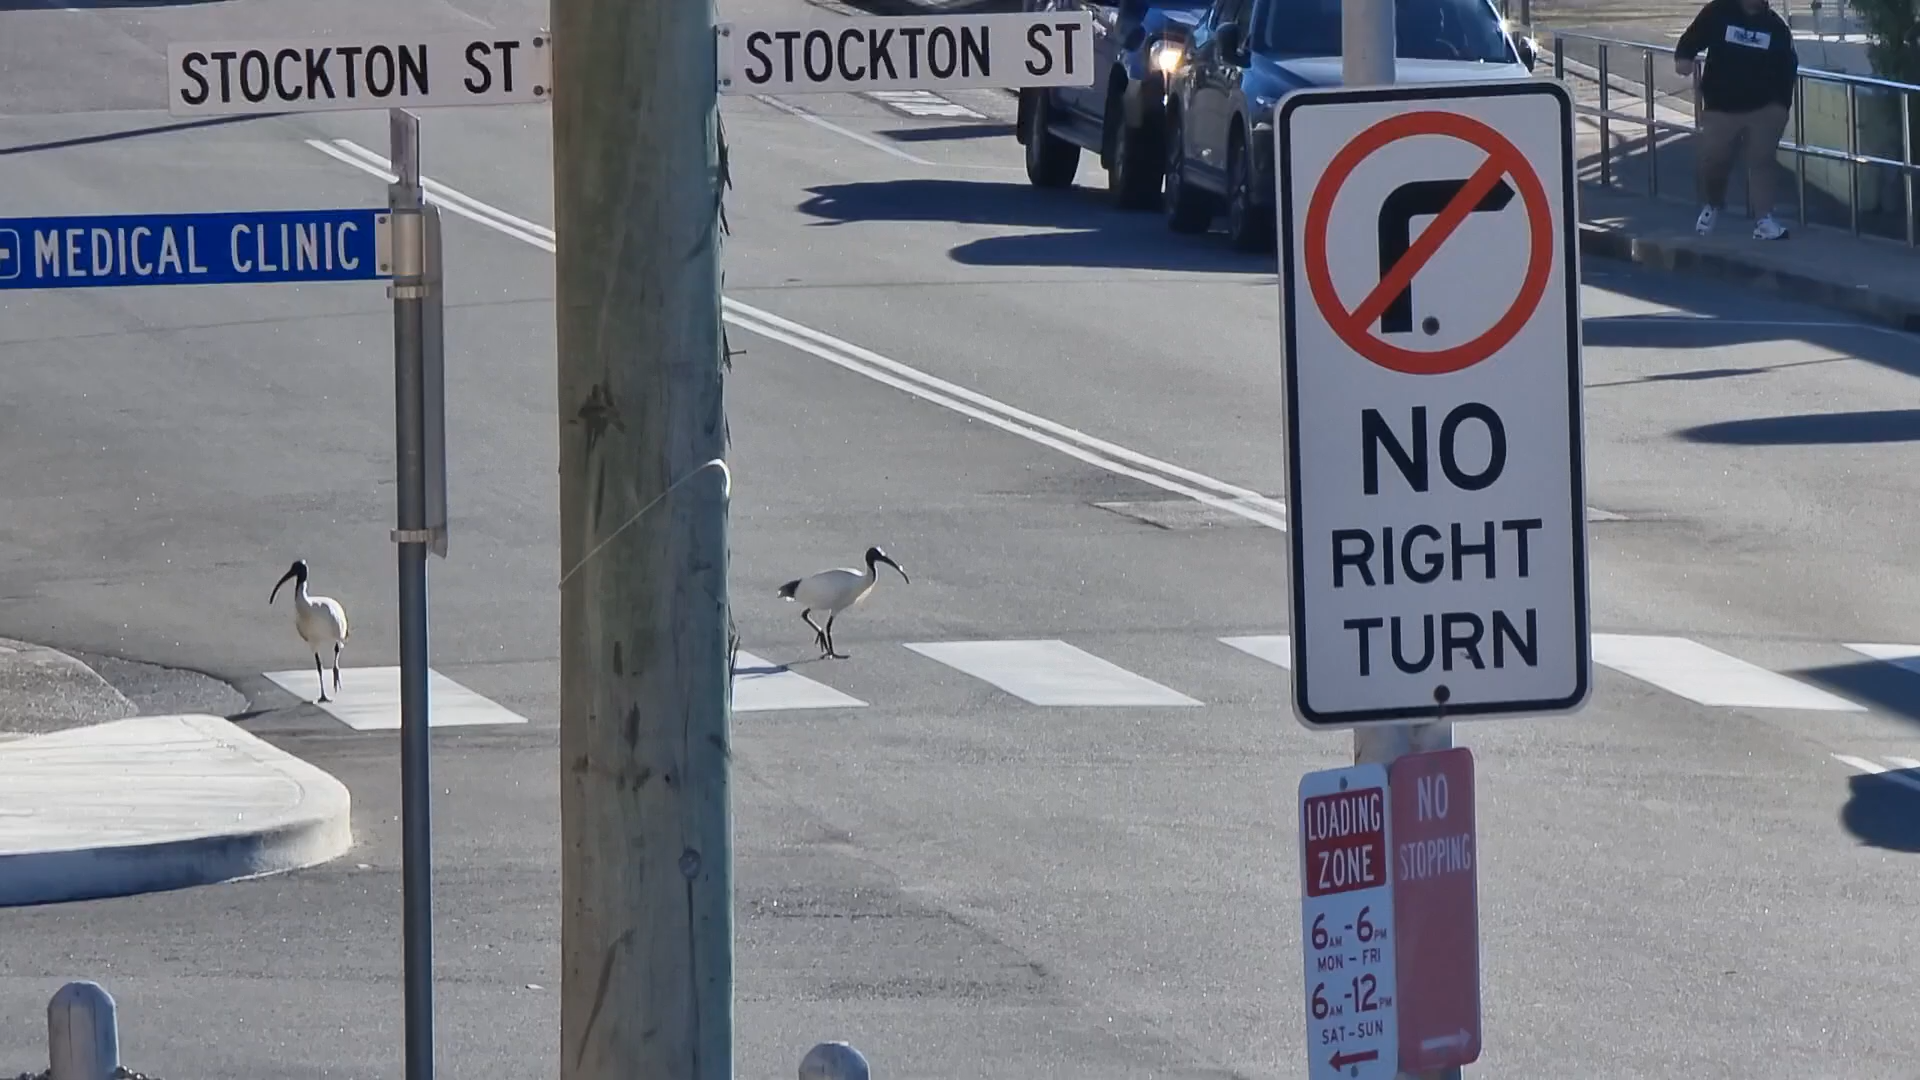 STOCKTON ST
STOCKTON ST
MEDICAL CLINIC
NO
RIGHT
TURN
LOADING
ZONE
6AM-6PM
MON-FRI
6AM-12PM
SAT-SUN
NO
STOPPING